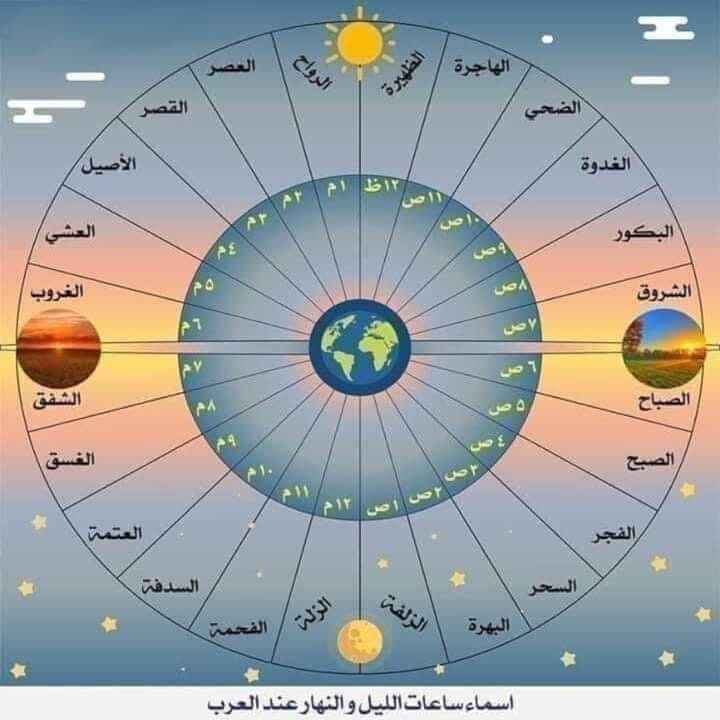 الظهيرة
الهاجرة
الضحي
الغدوة
البكور
الشروق
الصباح
الصبح
الفجر
السحر
البهرة
الزلفة
الزلة
الفحمة
السدفة
العتمة
الغسق
الشفق
الغروب
العشي
الأصيل
القصر
العصر
الرواح
١٢ظ
١١ص
١٠ص
٩ص
٨ص
٧ص
٦ص
٥ص
٤ص
٣ص
٢ص
١ص
١٢م
١١م
١٠م
٩م
٨م
٧م
٦م
٥م
٤م
٣م
٢م
١م
اسماء ساعات الليل و النهار عند العرب